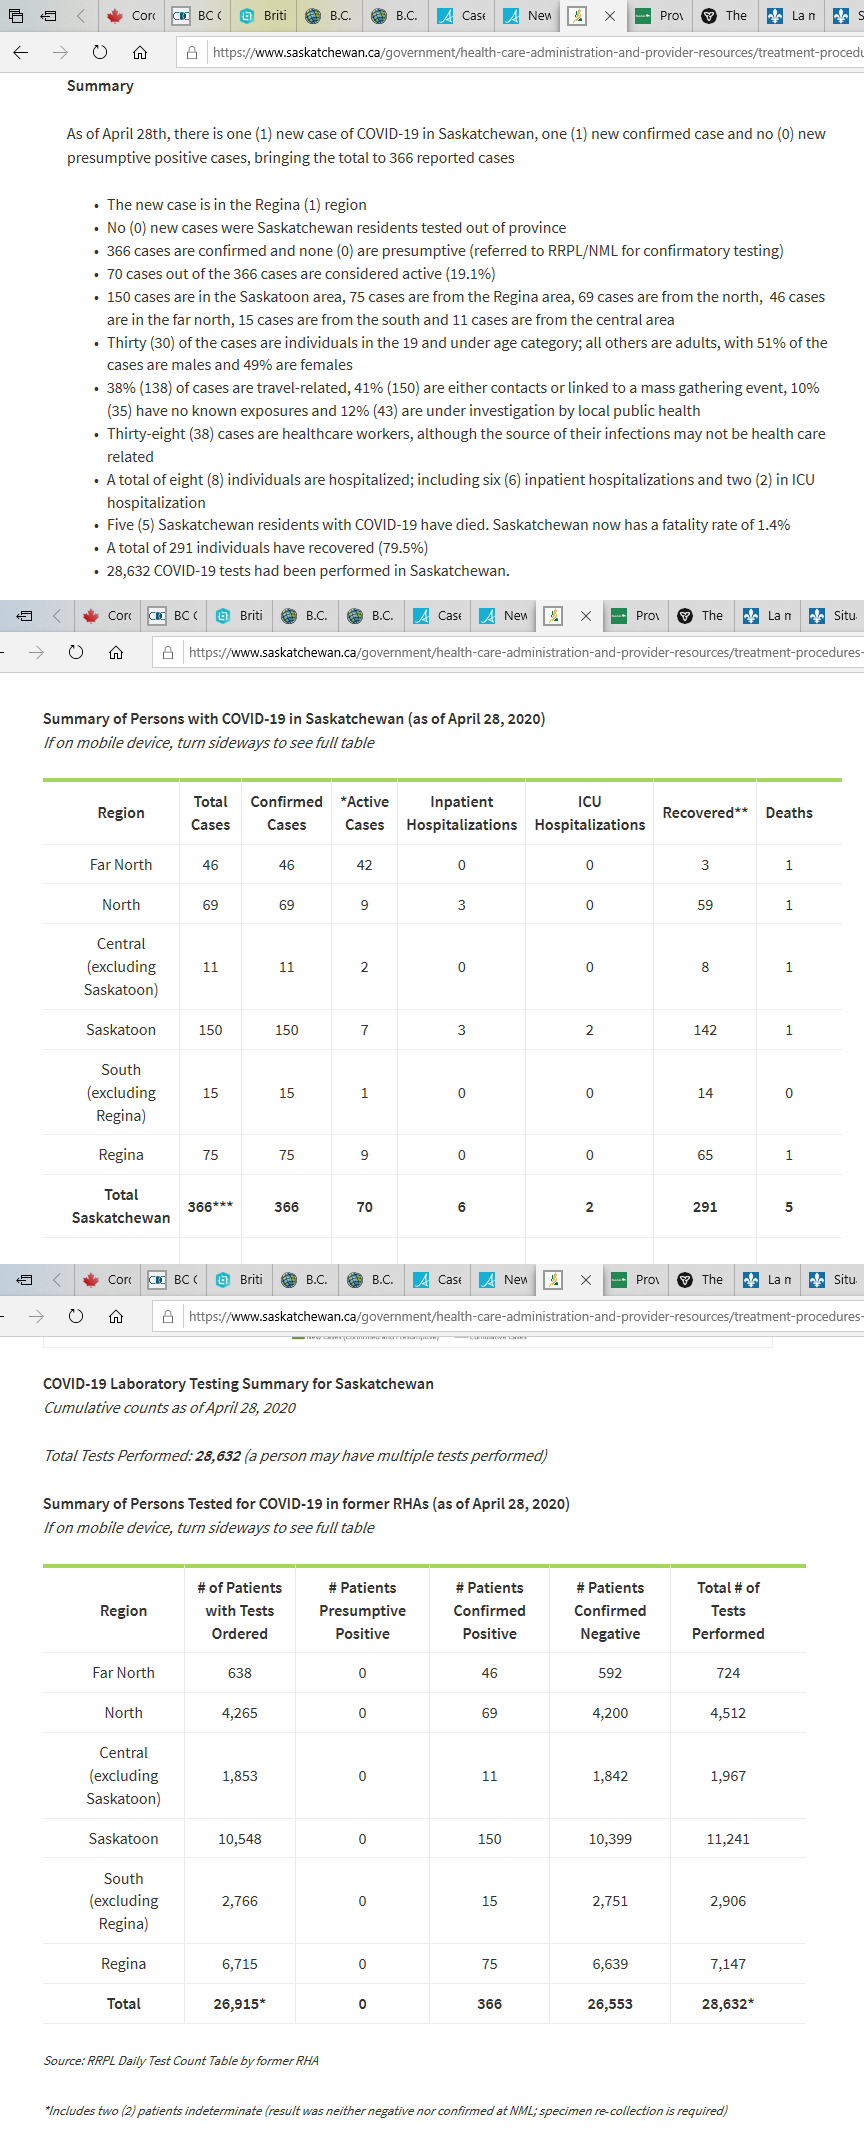 Cord
BC C
Briti
B.C.
B.C.
Case
New
Prov
The
La n
S
https://www.saskatchewan.ca/government/health-care-administration-and-provider-resources/treatment-procedu
Summary
As of April 28th, there is one (1) new case of COVID-19 in Saskatchewan, one (1) new confirmed case and no (0) new
presumptive positive cases, bringing the total to 366 reported cases
• The new case is in the Regina (1) region
• No (0) new cases were Saskatchewan residents tested out of province
• 366 cases are confirmed and none (0) are presumptive (referred to RRPL/NML for confirmatory testing)
• 70 cases out of the 366 cases are considered active (19.1%)
• 150 cases are in the Saskatoon area, 75 cases are from the Regina area, 69 cases are from the north, 46 cases
are in the far north, 15 cases are from the south and 11 cases are from the central area
• Thirty (30) of the cases are individuals in the 19 and under age category; all others are adults, with 51% of the
cases are males and 49% are females
• 38% (138) of cases are travel-related, 41% (150) are either contacts or linked to a mass gathering event, 10%
(35) have no known exposures and 12% (43) are under investigation by local public health
• Thirty-eight (38) cases are healthcare workers, although the source of their infections may not be health care
related
• A total of eight (8) individuals are hospitalized; including six (6) inpatient hospitalizations and two (2) in ICU
hospitalization
• Five (5) Saskatchewan residents with COVID-19 have died. Saskatchewan now has a fatality rate of 1.4%
• A total of 291 individuals have recovered (79.5%)
• 28,632 COVID-19 tests had been performed in Saskatchewan.
Cord
BC C
Briti
B.C.
B.C.
Case
New
Prov
The
La n
Situ
https://www.saskatchewan.ca/government/health-care-administration-and-provider-resources/treatment-procedures-
Summary of Persons with COVID-19 in Saskatchewan (as of April 28, 2020)
If on mobile device, turn sideways to see full table
Region Total Cases Confirmed Cases *Active Cases Inpatient Hospitalizations ICU Hospitalizations Recovered** Deaths
Far North 46 46 42 0 0 3 1
North 69 69 9 3 0 59 1
Central (excluding Saskatoon) 11 11 2 0 0 8 1
Saskatoon 150 150 7 3 2 142 1
South (excluding Regina) 15 15 1 0 0 14 0
Regina 75 75 9 0 0 65 1
Total Saskatchewan 366*** 366 70 6 2 291 5
Cord
BC C
Briti
B.C.
B.C.
Case
New
Prov
The
La n
Situ
https://www.saskatchewan.ca/government/health-care-administration-and-provider-resources/treatment-procedures-
New Cases (Confirmed and Presumptive) Cumulative Cases
COVID-19 Laboratory Testing Summary for Saskatchewan
Cumulative counts as of April 28, 2020
Total Tests Performed: 28,632 (a person may have multiple tests performed)
Summary of Persons Tested for COVID-19 in former RHAs (as of April 28, 2020)
If on mobile device, turn sideways to see full table
Region # of Patients with Tests Ordered # Patients Presumptive Positive # Patients Confirmed Positive # Patients Confirmed Negative Total # of Tests Performed
Far North 638 0 46 592 724
North 4,265 0 69 4,200 4,512
Central (excluding Saskatoon) 1,853 0 11 1,842 1,967
Saskatoon 10,548 0 150 10,399 11,241
South (excluding Regina) 2,766 0 15 2,751 2,906
Regina 6,715 0 75 6,639 7,147
Total 26,915* 0 366 26,553 28,632*
Source: RRPL Daily Test Count Table by former RHA
*Includes two (2) patients indeterminate (result was neither negative nor confirmed at NML; specimen re-collection is required)